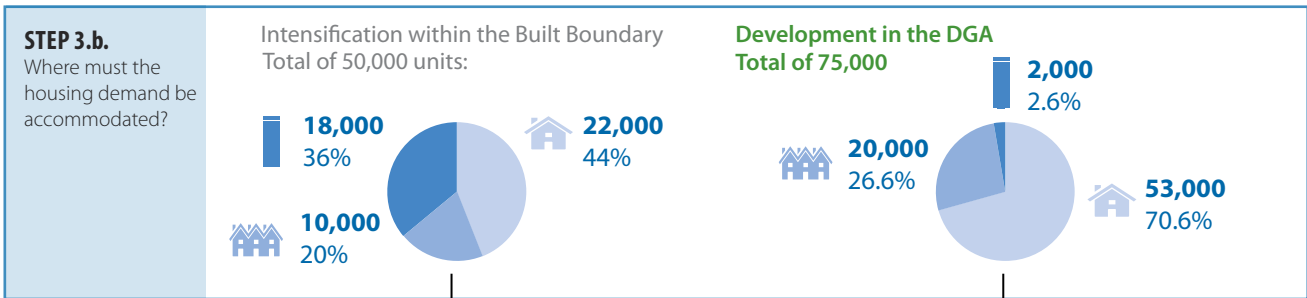 STEP 3.b.
Where must the
housing demand be
accommodated?
Intensification within the Built Boundary
Total of 50,000 units:
18,000
36%
22,000
44%
10,000
20%
Development in the DGA
Total of 75,000
2,000
2.6%
20,000
26.6%
53,000
70.6%